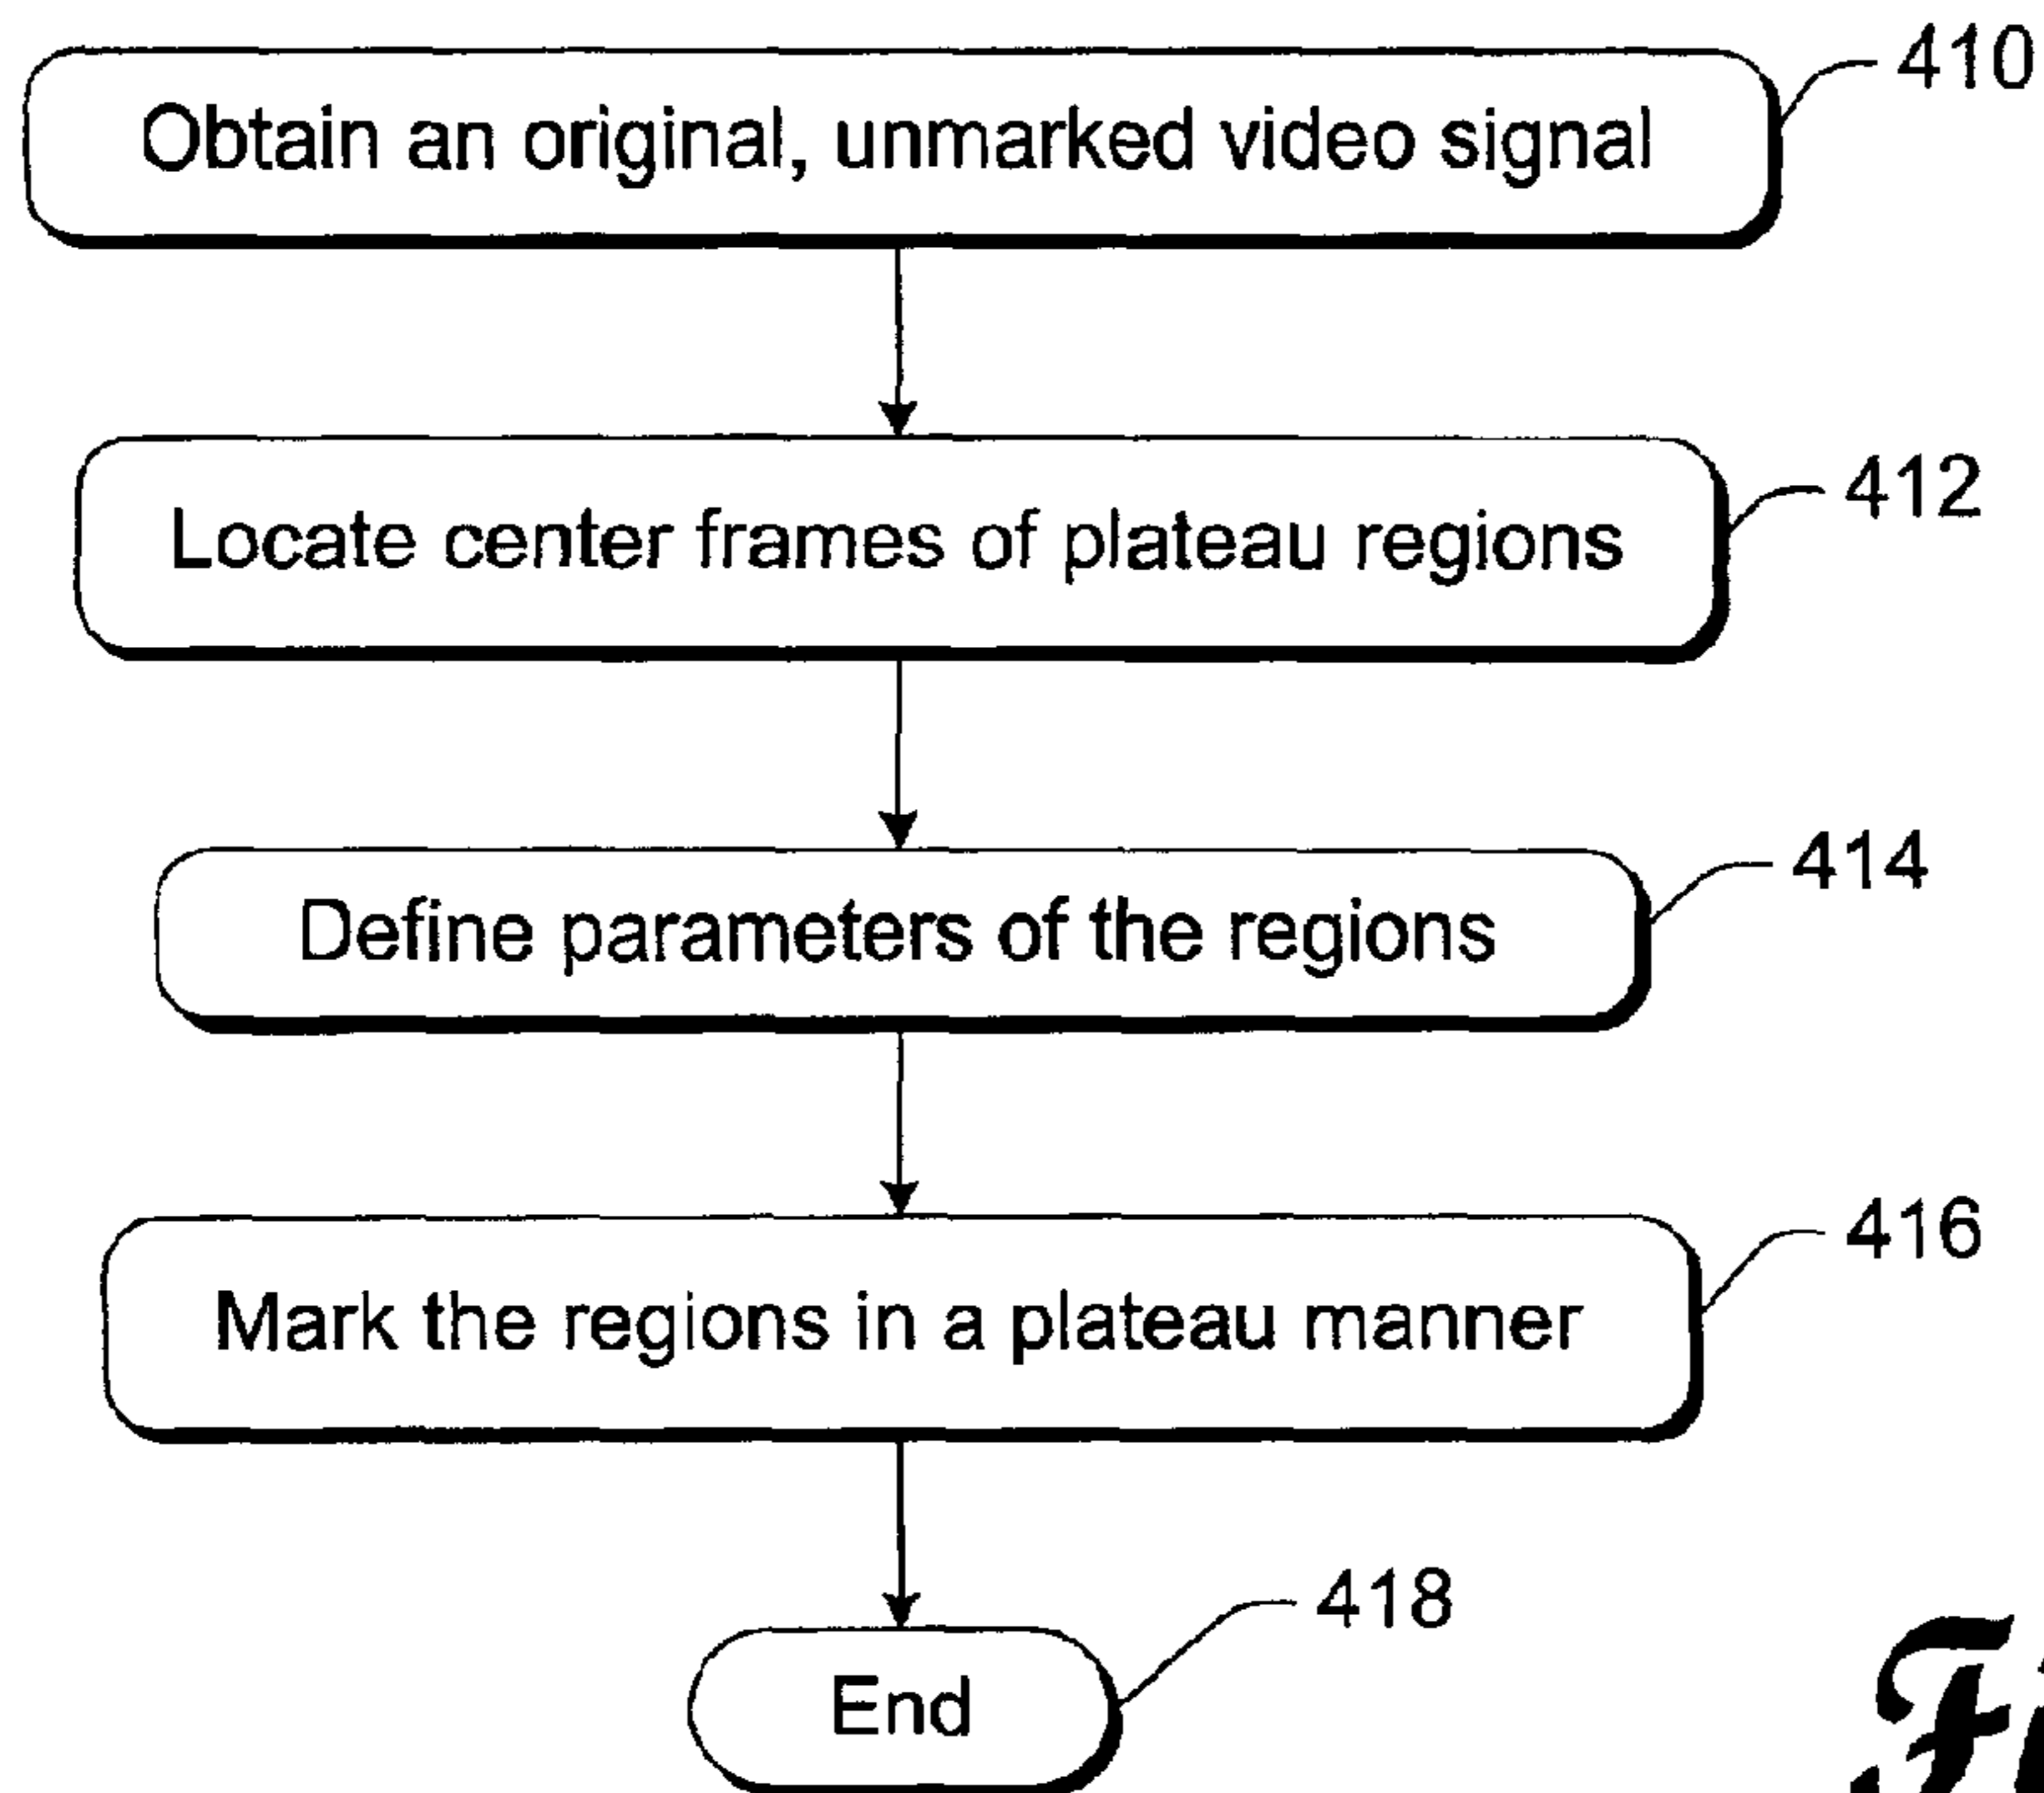 410
Obtain an original, unmarked video signal
412
Locate center frames of plateau regions
414
Define parameters of the regions
416
Mark the regions in a plateau manner
418
End